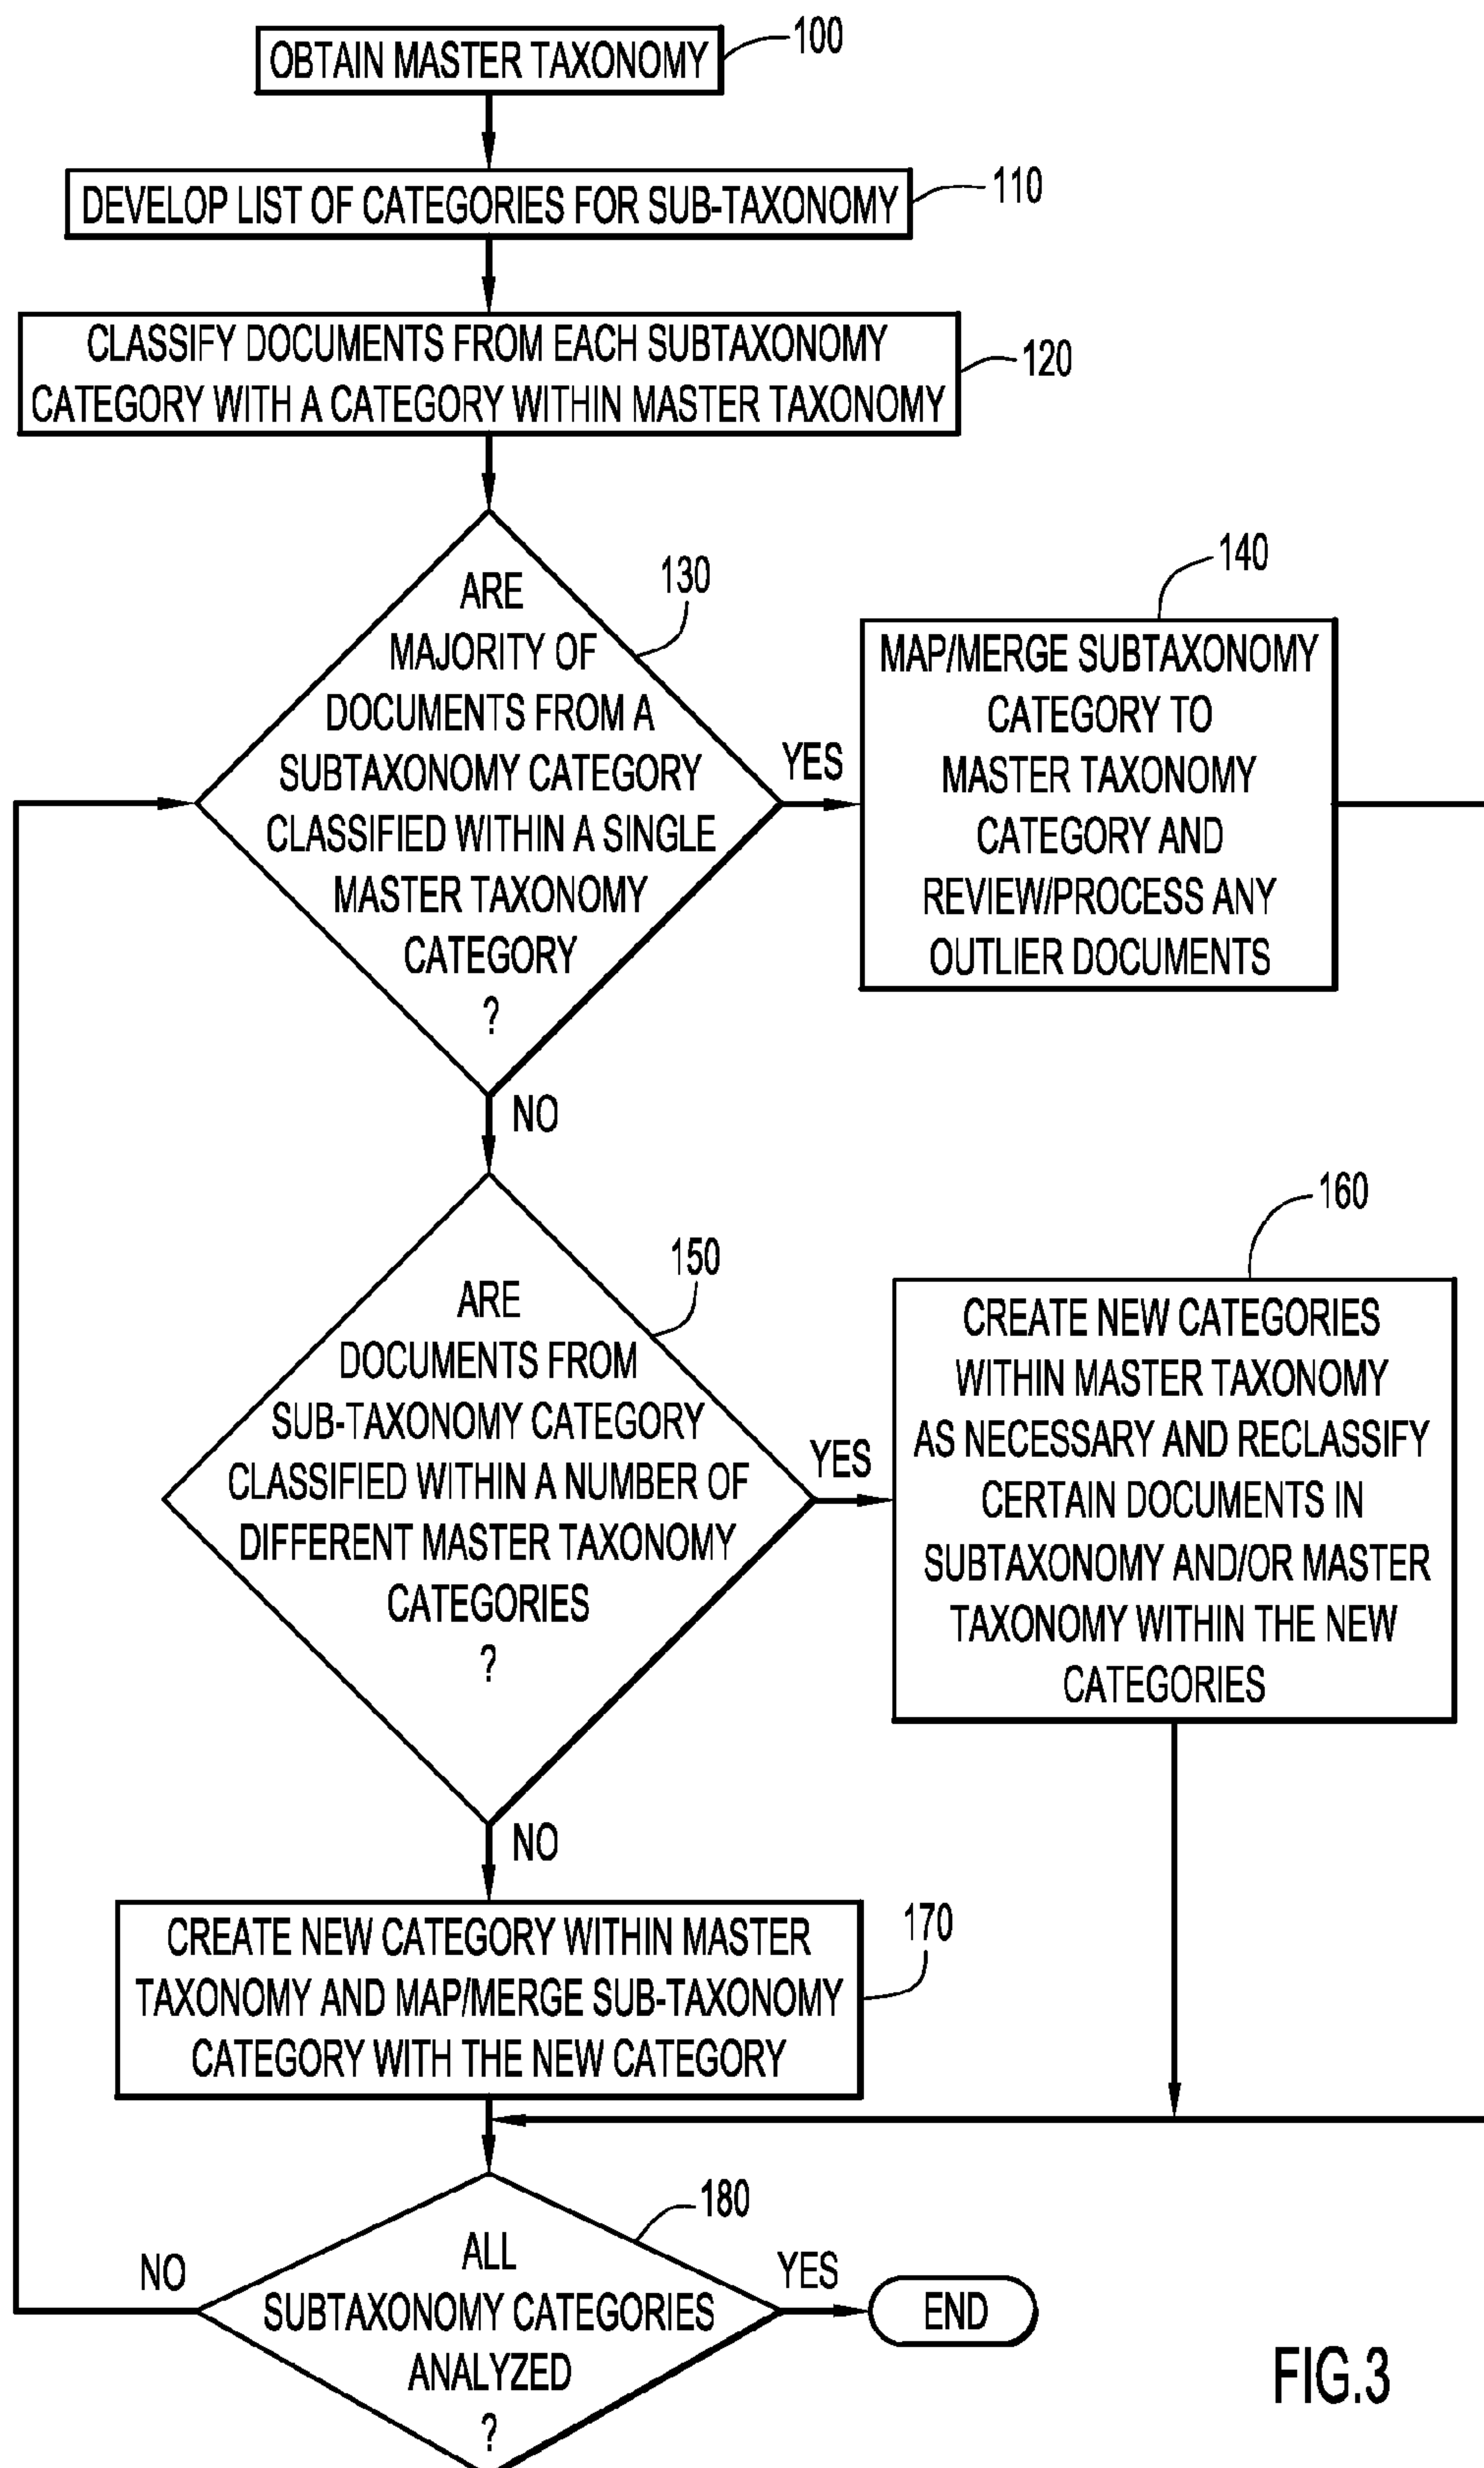 100
OBTAIN MASTER TAXONOMY
110
DEVELOP LIST OF CATEGORIES FOR SUB-TAXONOMY
120
CLASSIFY DOCUMENTS FROM EACH SUBTAXONOMY
CATEGORY WITH A CATEGORY WITHIN MASTER TAXONOMY
130
ARE
MAJORITY OF
DOCUMENTS FROM A
SUBTAXONOMY CATEGORY
CLASSIFIED WITHIN A SINGLE
MASTER TAXONOMY
CATEGORY
?
YES
140
MAP/MERGE SUBTAXONOMY
CATEGORY TO
MASTER TAXONOMY
CATEGORY AND
REVIEW/PROCESS ANY
OUTLIER DOCUMENTS
NO
150
ARE
DOCUMENTS FROM
SUB-TAXONOMY CATEGORY
CLASSIFIED WITHIN A NUMBER OF
DIFFERENT MASTER TAXONOMY
CATEGORIES
?
YES
160
CREATE NEW CATEGORIES
WITHIN MASTER TAXONOMY
AS NECESSARY AND RECLASSIFY
CERTAIN DOCUMENTS IN
SUBTAXONOMY AND/OR MASTER
TAXONOMY WITHIN THE NEW
CATEGORIES
NO
170
CREATE NEW CATEGORY WITHIN MASTER
TAXONOMY AND MAP/MERGE SUB-TAXONOMY
CATEGORY WITH THE NEW CATEGORY
180
ALL
SUBTAXONOMY CATEGORIES
ANALYZED
?
NO
YES
END
FIG.3